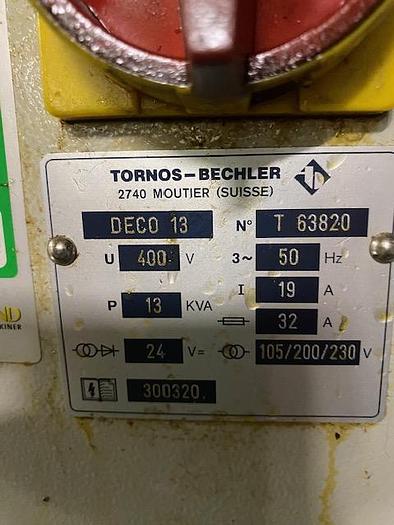 TORNOS-BECHLER
2740 MOUTIER (SUISSE)
DECO 13 N° T 63820
U 400 V 3~ 50 Hz
I 19 A
P 13 KVA
32 A
24 V= 105/200/230 V
300320.
KINER